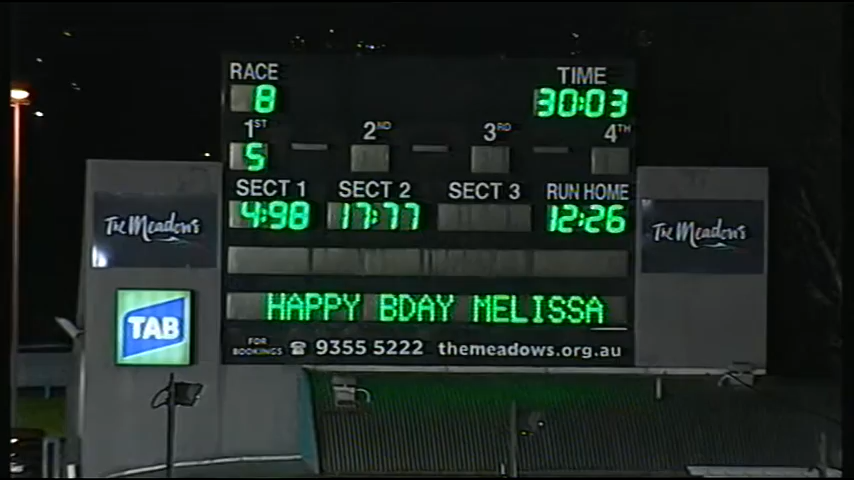 RACE TIME
8 30:03
1ST 2ND 3RD 4TH
5
SECT 1 SECT 2 SECT 3 RUN HOME
4:98 17:77 12:26
The Meadows
The Meadows
HAPPY BDAY MELISSA
TAB
FOR BOOKINGS 9355 5222 themeadows.org.au